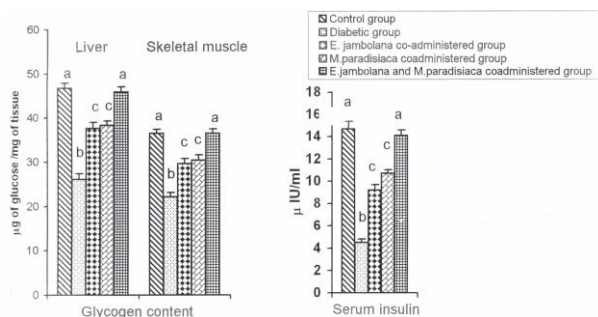 Control group
Diabetic group
E. jambolana co-administered group
M.paradisiaca coadministered group
E.jambolana and M.paradisiaca coadministered group
Liver Skeletal muscle
60
50
40
30
20
10
0
µg of glucose /mg of tissue
a b c c a
a b c c a
Glycogen content
18
16
14
12
10
8
6
4
2
0
µ IU/ml
a b c c a
Serum insulin